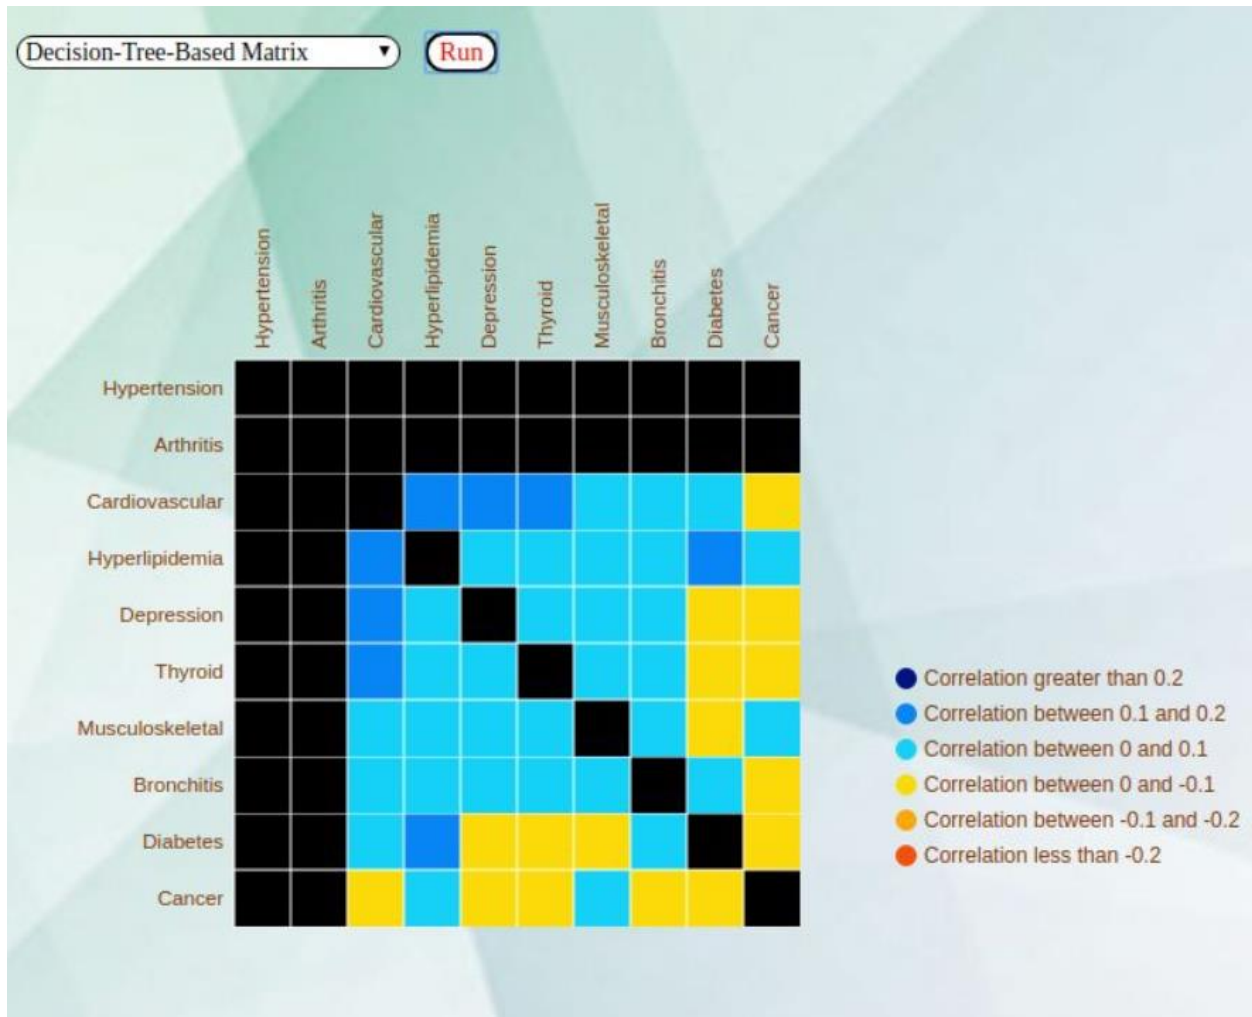 Decision-Tree-Based Matrix
Run
Hypertension
Arthritis
Cardiovascular
Hyperlipidemia
Depression
Thyroid
Musculoskeletal
Bronchitis
Diabetes
Cancer
Hypertension
Arthritis
Cardiovascular
Hyperlipidemia
Depression
Thyroid
Musculoskeletal
Bronchitis
Diabetes
Cancer
Correlation greater than 0.2
Correlation between 0.1 and 0.2
Correlation between 0 and 0.1
Correlation between 0 and -0.1
Correlation between -0.1 and -0.2
Correlation less than -0.2